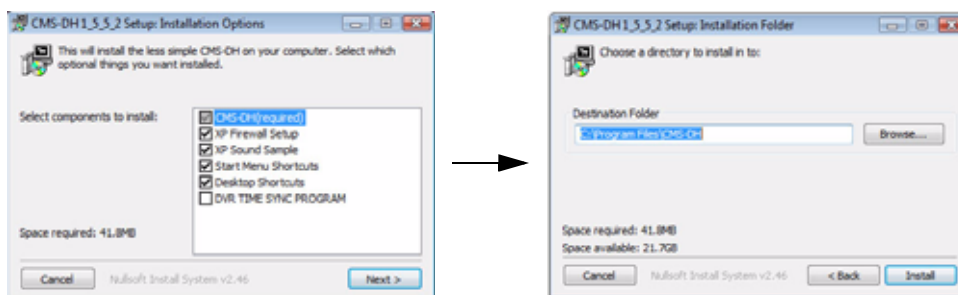 CMS-DH 1_5_5_2 Setup: Installation Options
This will install the less simple CMS-DH on your computer. Select which
optional things you want installed.
Select components to install:
CMS-DH(required)
XP Firewall Setup
XP Sound Sample
Start Menu Shortcuts
Desktop Shortcuts
DVR TIME SYNC PROGRAM
Space required: 41.8MB
Cancel
Nullsoft Install System v2.46
Next >
CMS-DH 1_5_5_2 Setup: Installation Folder
Choose a directory to install in to:
Destination Folder
C:\Program Files\CMS-DH
Browse...
Space required: 41.8MB
Space available: 21.7GB
Cancel
Nullsoft Install System v2.46
< Back
Install